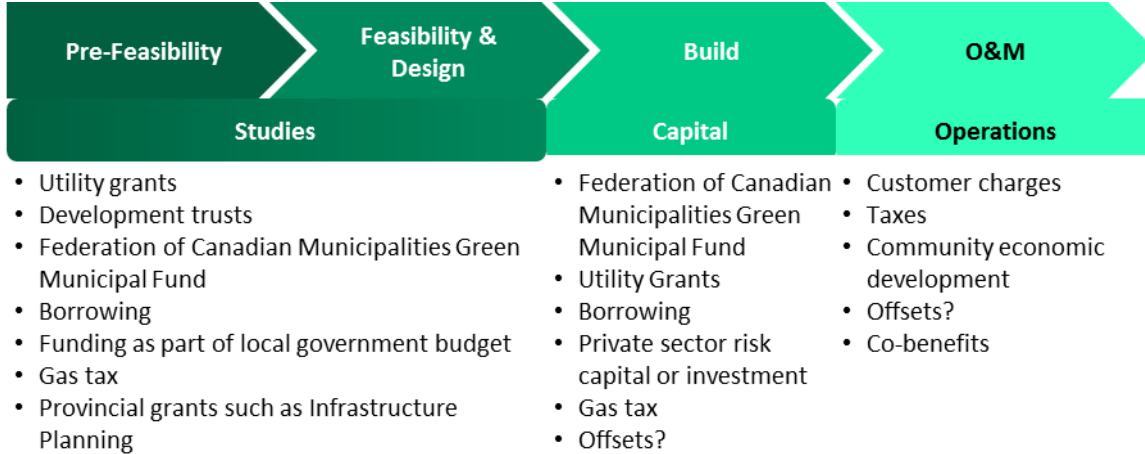 Pre-Feasibility
Feasibility &
Design
Build
O&M
Studies
Capital
Operations
• Utility grants
• Development trusts
• Federation of Canadian Municipalities Green
Municipal Fund
• Borrowing
• Funding as part of local government budget
• Gas tax
• Provincial grants such as Infrastructure
Planning
• Federation of Canadian
Municipalities Green
Municipal Fund
• Utility Grants
• Borrowing
• Private sector risk
capital or investment
• Gas tax
• Offsets?
• Customer charges
• Taxes
• Community economic
development
• Offsets?
• Co-benefits